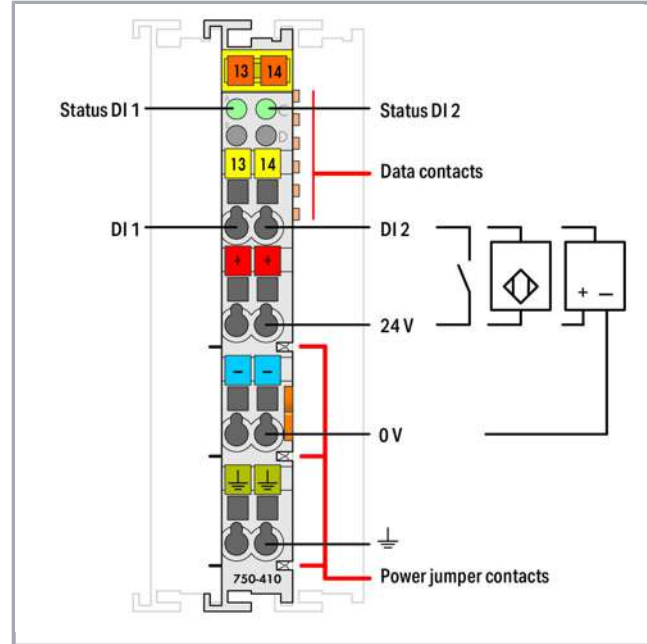 13 14
A C
Status DI 1 Status DI 2
D
13 14
Data contacts
DI 1 DI 2
+ +
+ −
24 V
− −
0 V
Power jumper contacts
750-410